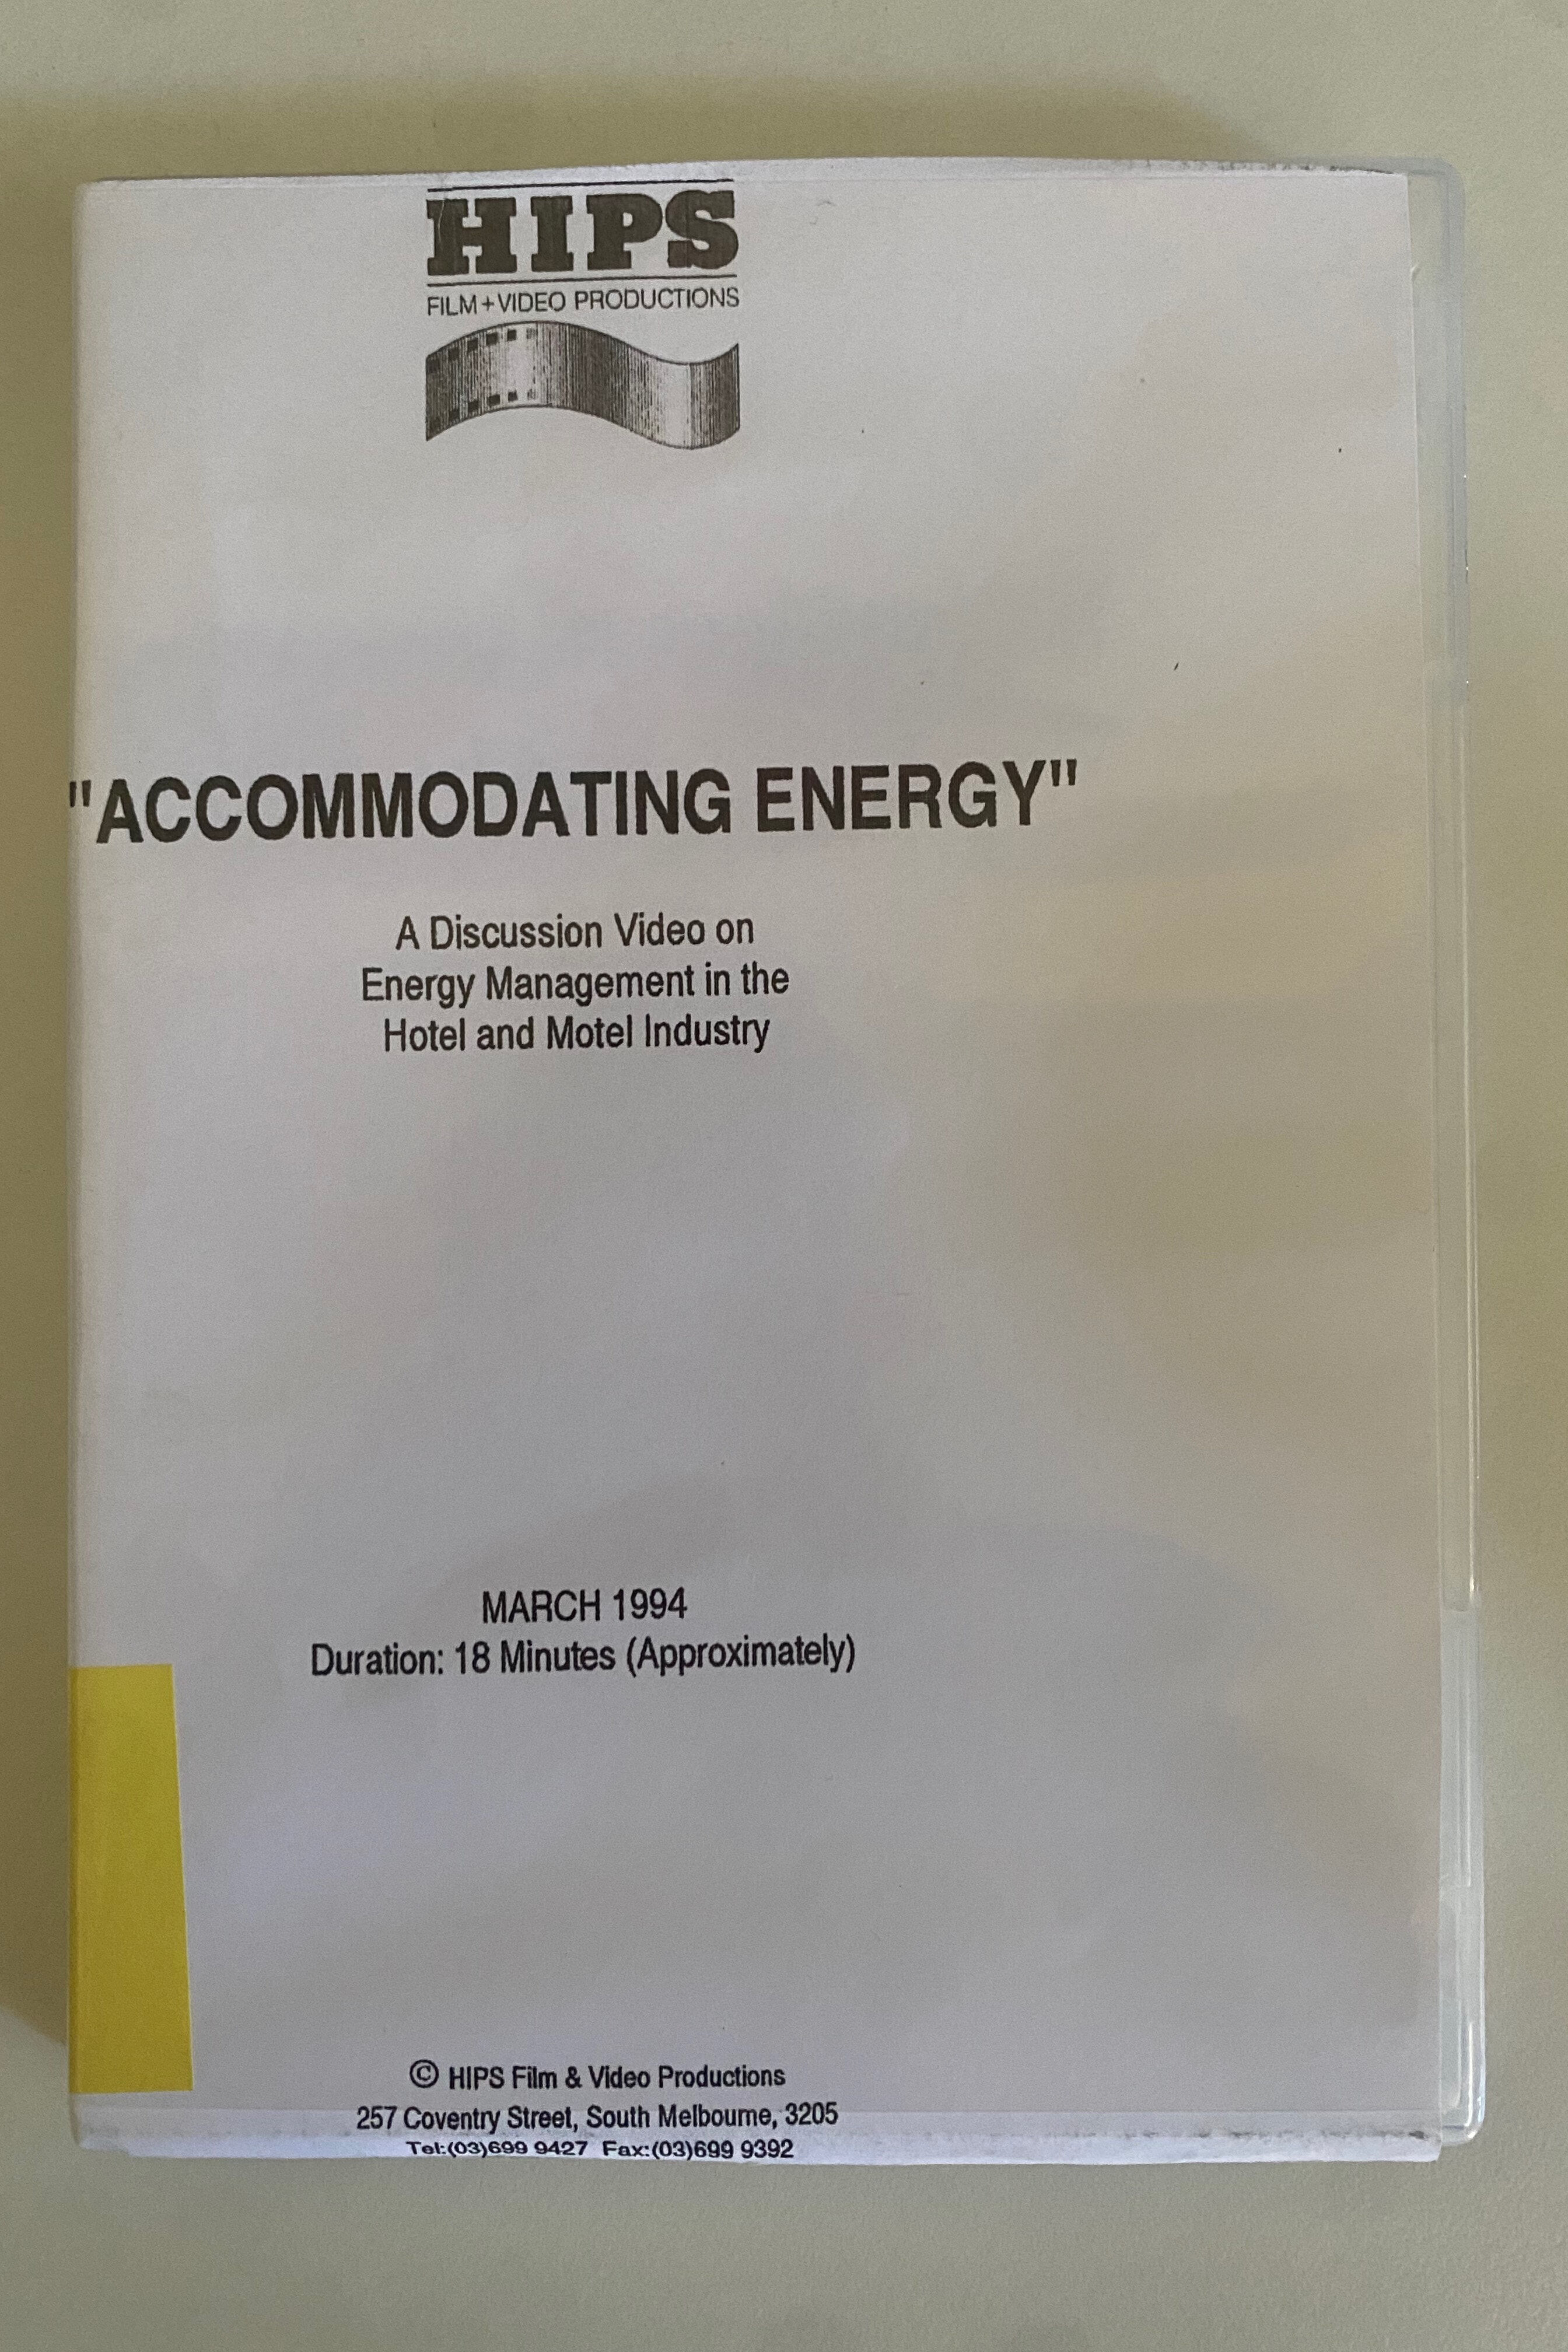 HIPS
FILM+VIDEO PRODUCTIONS
"ACCOMMODATING ENERGY"
A Discussion Video on
Energy Management in the
Hotel and Motel Industry
MARCH 1994
Duration: 18 Minutes (Approximately)
© HIPS Film & Video Productions
257 Coventry Street, South Melbourne, 3205
Tel:(03)699 9427 Fax:(03)699 9392